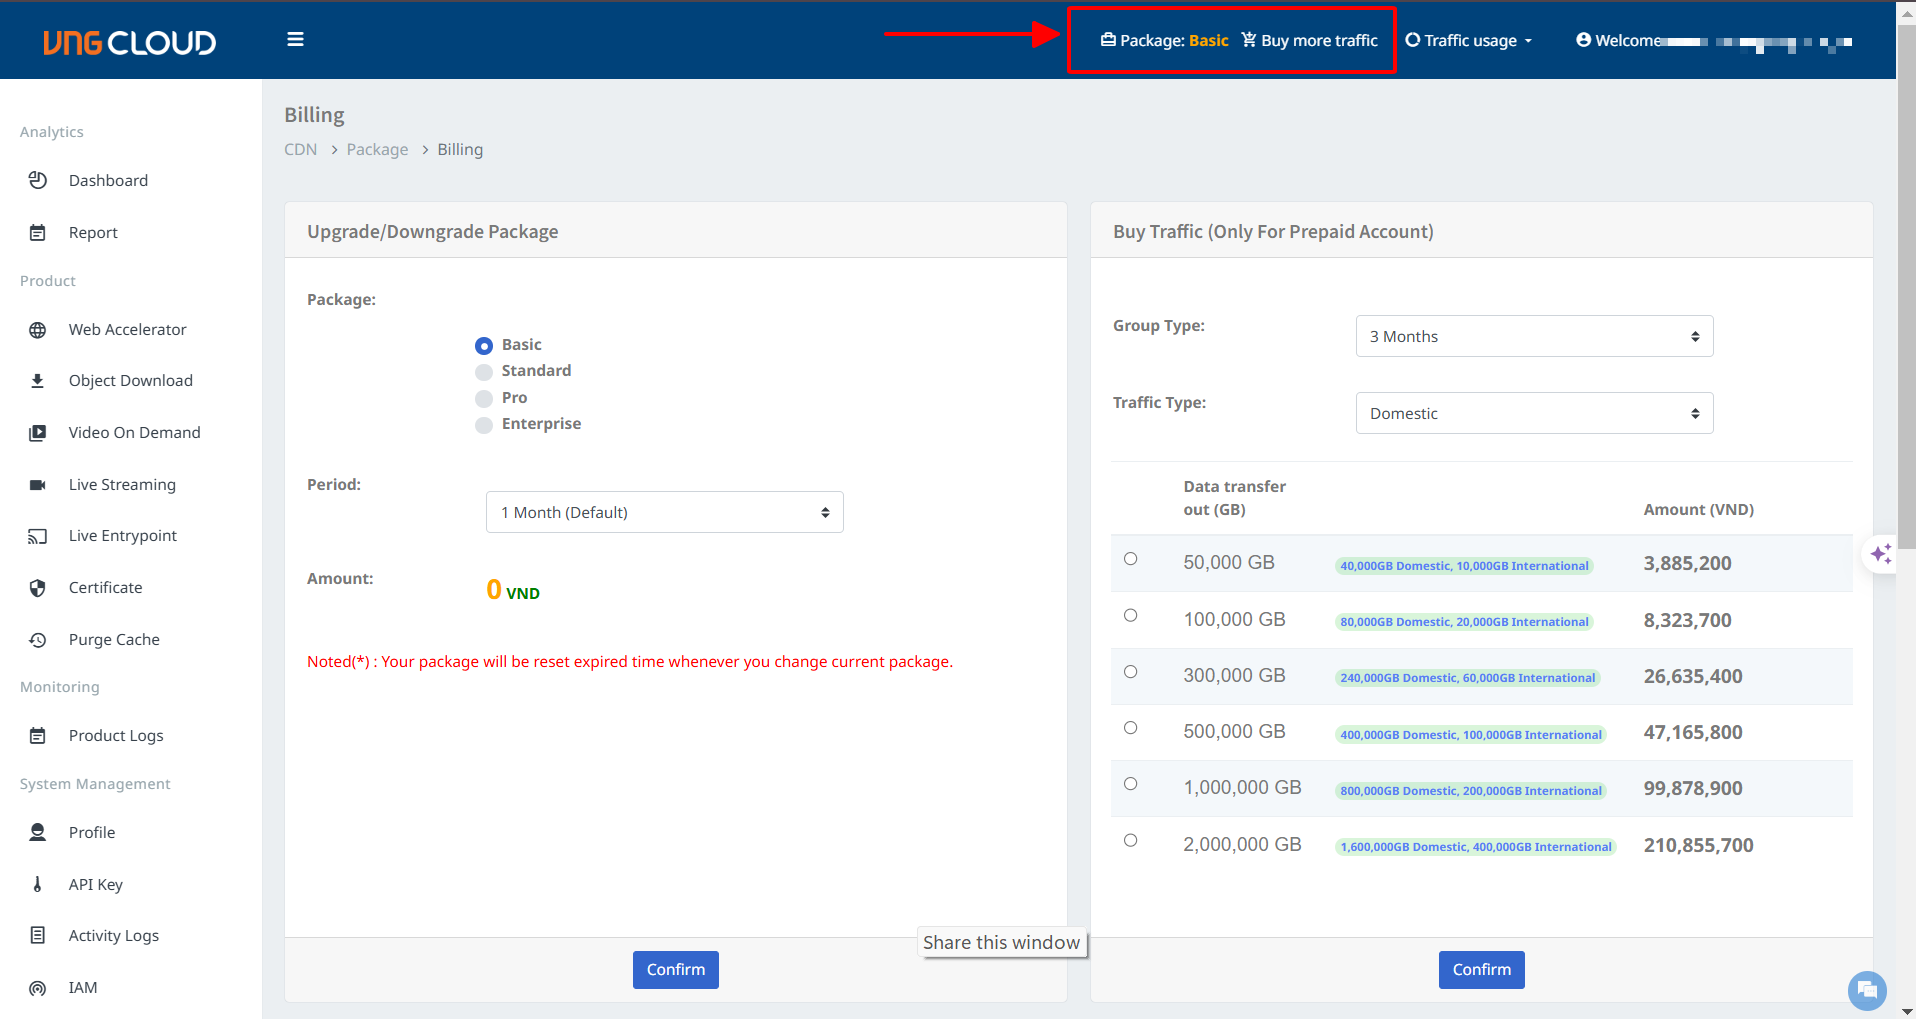 VNG CLOUD
Package: Basic Buy more traffic Traffic usage Welcome
Analytics
Dashboard
Report
Product
Web Accelerator
Object Download
Video On Demand
Live Streaming
Live Entrypoint
Certificate
Purge Cache
Monitoring
Product Logs
System Management
Profile
API Key
Activity Logs
IAM
Billing
CDN > Package > Billing
Upgrade/Downgrade Package
Package:
Basic
Standard
Pro
Enterprise
Period:
1 Month (Default)
Amount:
0 VND
Noted(*) : Your package will be reset expired time whenever you change current package.
Confirm
Share this window
Buy Traffic (Only For Prepaid Account)
Group Type:
3 Months
Traffic Type:
Domestic
Data transfer
out (GB) Amount (VND)
50,000 GB 40,000GB Domestic, 10,000GB International 3,885,200
100,000 GB 80,000GB Domestic, 20,000GB International 8,323,700
300,000 GB 240,000GB Domestic, 60,000GB International 26,635,400
500,000 GB 400,000GB Domestic, 100,000GB International 47,165,800
1,000,000 GB 800,000GB Domestic, 200,000GB International 99,878,900
2,000,000 GB 1,600,000GB Domestic, 400,000GB International 210,855,700
Confirm